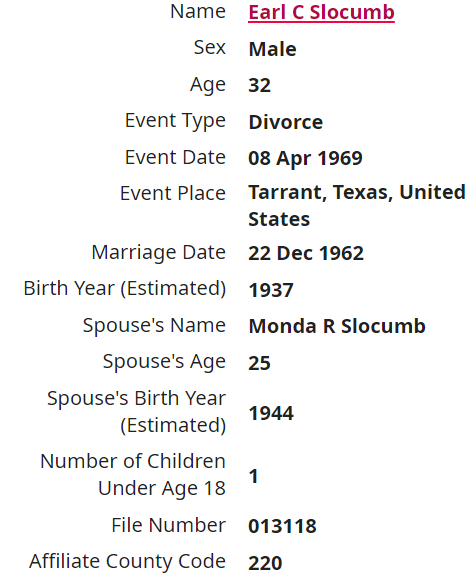 Name Earl C Slocumb
Sex Male
Age 32
Event Type Divorce
Event Date 08 Apr 1969
Event Place Tarrant, Texas, United
States
Marriage Date 22 Dec 1962
Birth Year (Estimated) 1937
Spouse's Name Monda R Slocumb
Spouse's Age 25
Spouse's Birth Year
(Estimated) 1944
Number of Children
Under Age 18 1
File Number 013118
Affiliate County Code 220